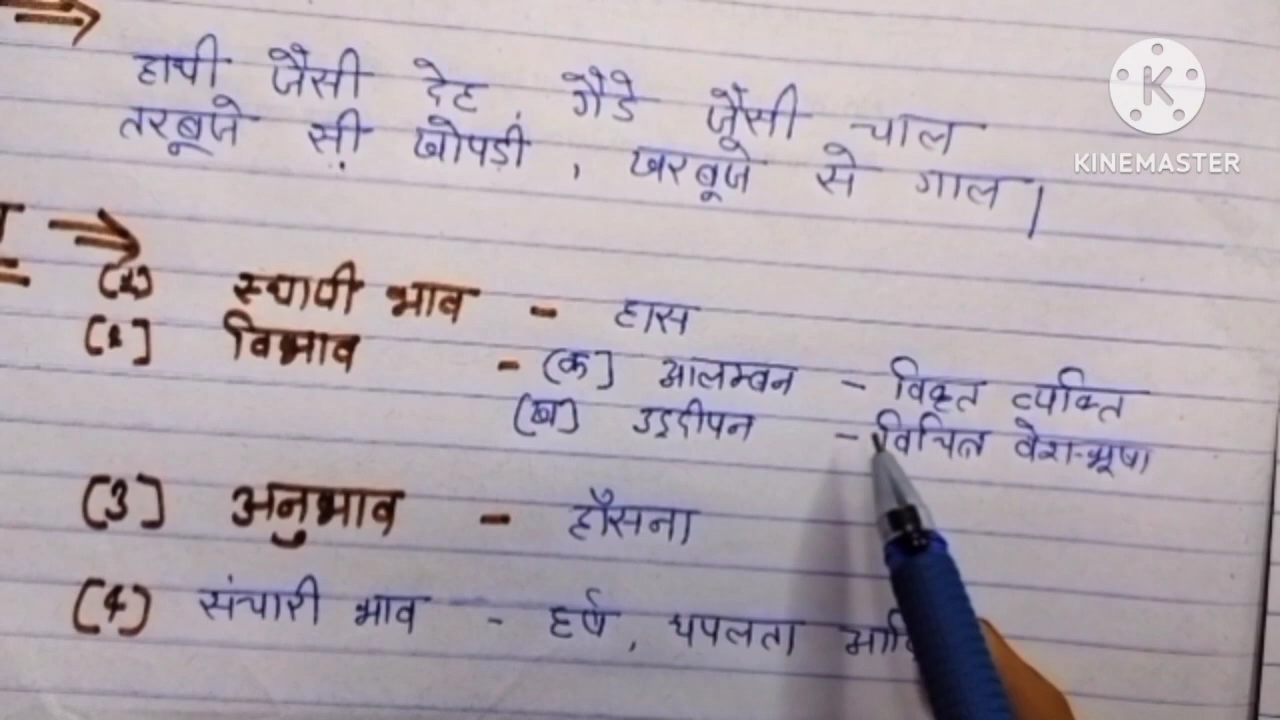 हाथी जैसी देह, गैंडे जैसी चाल
तरबूजे सी खोपड़ी, खरबूजे से गाल।
स्थायी भाव - हास
विभाव - (क) आलम्बन - विकृत व्यक्ति
(ख) उद्दीपन - विचित्र वेश-भूषा
(3) अनुभाव - हँसना
(4) संचारी भाव - हर्ष, चपलता
K
KINEMASTER